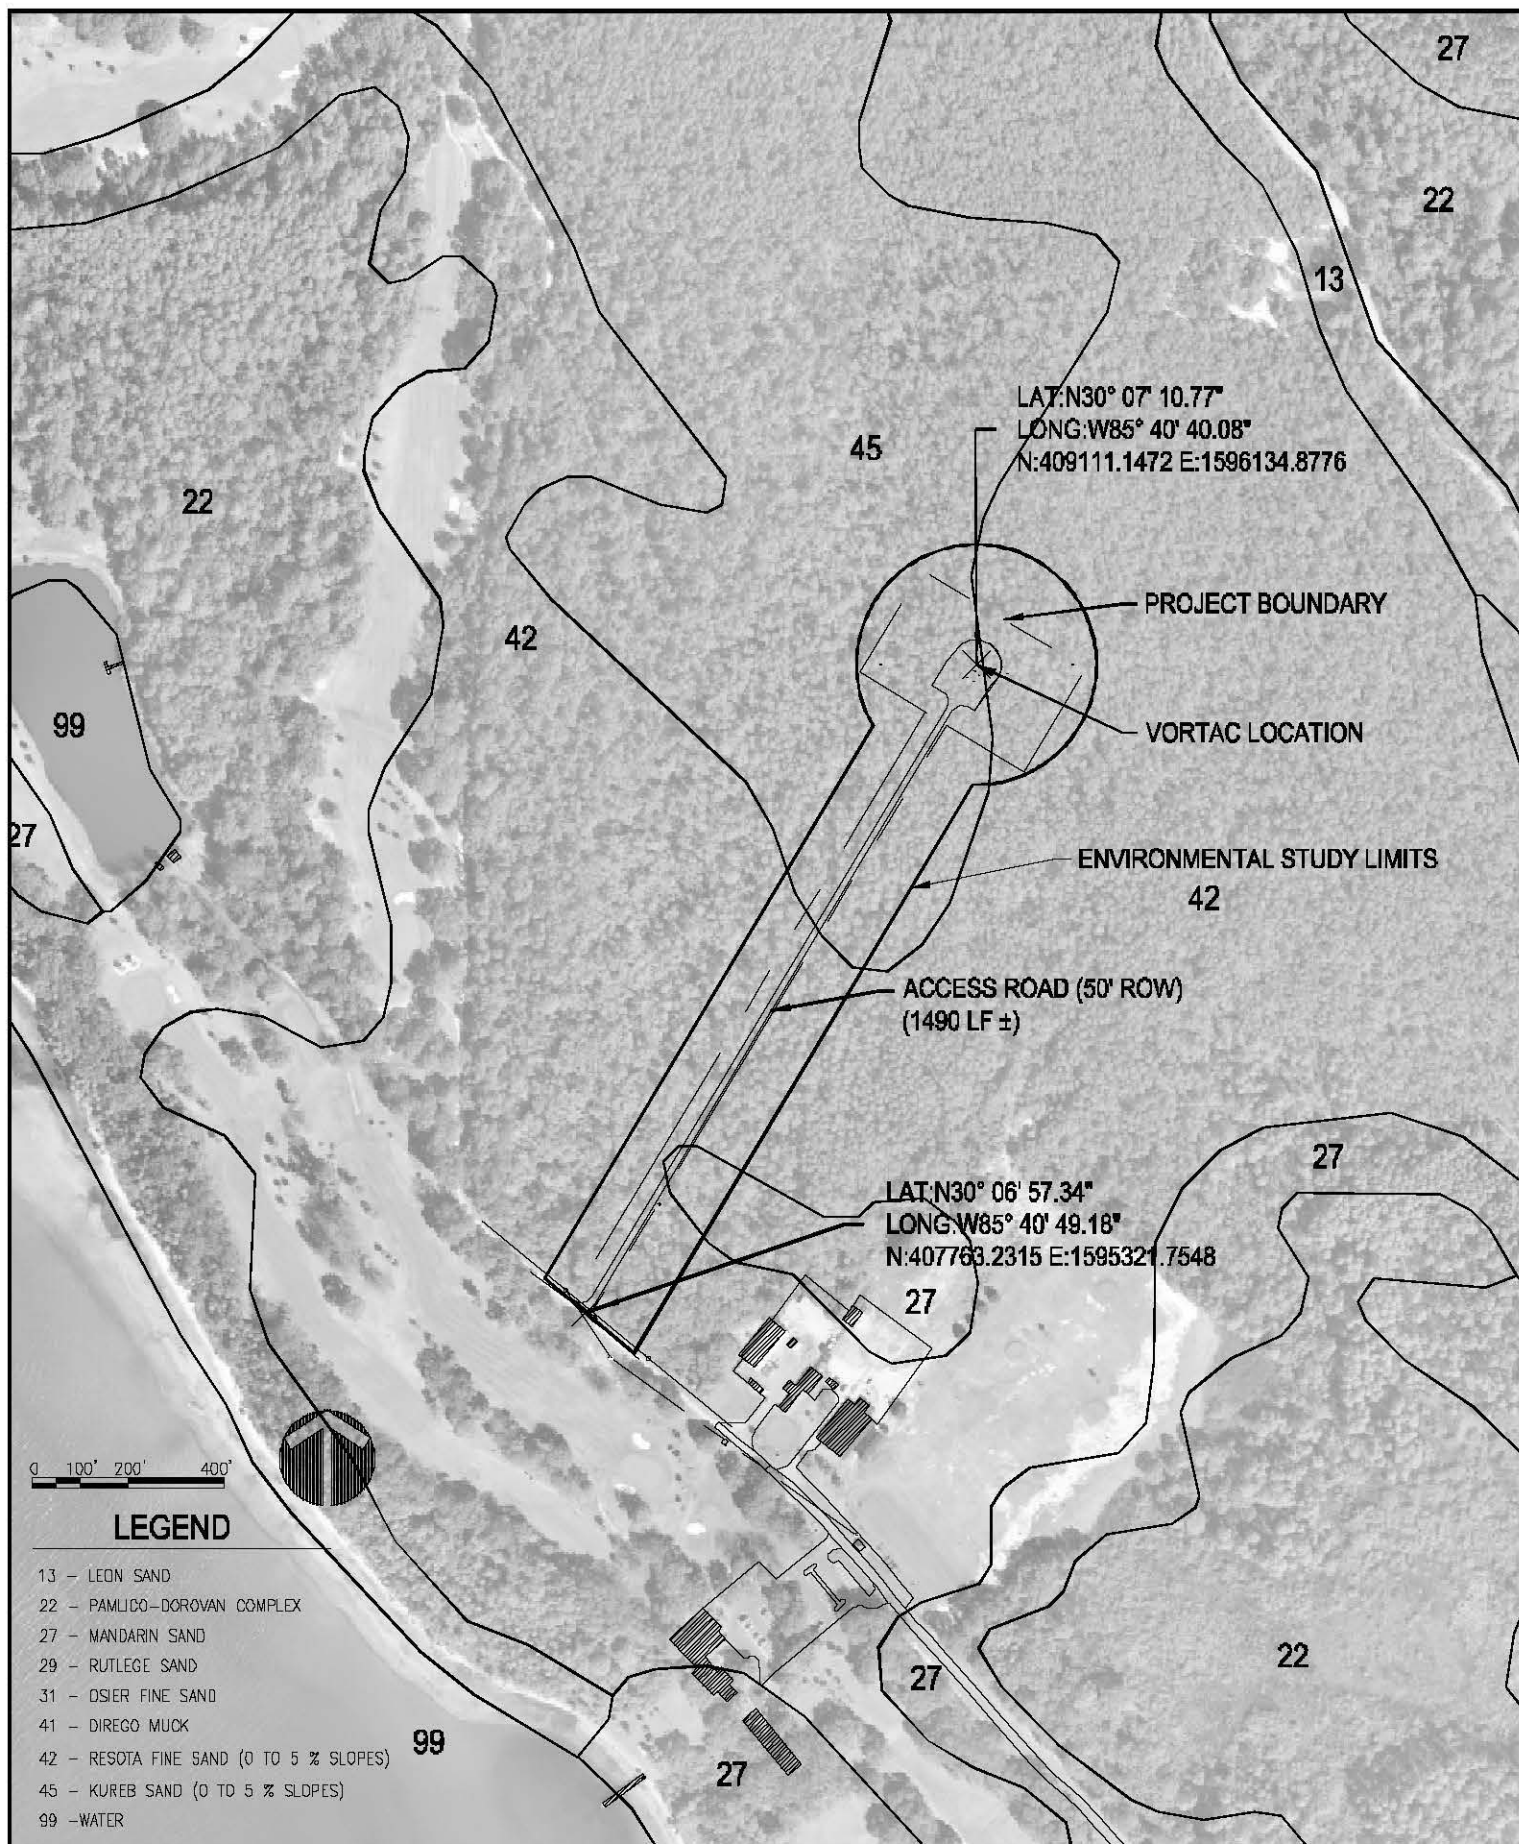 27
22
13
LAT:N30° 07' 10.77"
LONG:W85° 40' 40.08"
N:409111.1472 E:1596134.8776
45
22
PROJECT BOUNDARY
42
99
VORTAC LOCATION
27
ENVIRONMENTAL STUDY LIMITS
42
ACCESS ROAD (50' ROW)
(1490 LF ±)
27
LAT:N30° 06' 57.34"
LONG:W85° 40' 49.18"
N:407763.2315 E:1595321.7548
27
0 100' 200' 400'
LEGEND
13 - LEON SAND
22 - PAMLICO-DOROVAN COMPLEX
27 - MANDARIN SAND
29 - RUTLEGE SAND
31 - OSIER FINE SAND
41 - DIREGO MUCK
42 - RESOTA FINE SAND (0 TO 5 % SLOPES)
45 - KUREB SAND (0 TO 5 % SLOPES)
99 -WATER
22
27
99
27